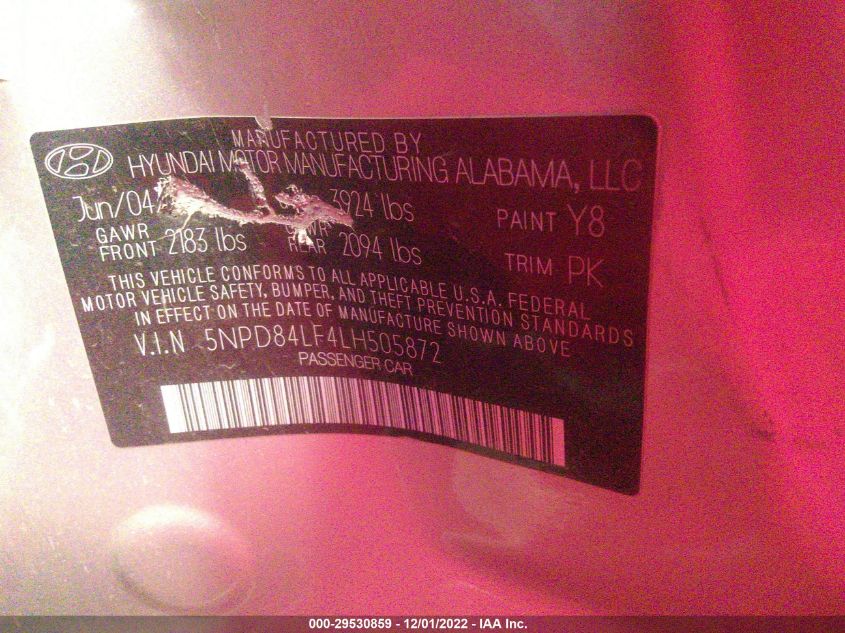 MANUFACTURED BY
HYUNDAI MOTOR MANUFACTURING ALABAMA, LLC
Jun/04 3924 lbs PAINT Y8
GAWR FRONT 2183 lbs REAR 2094 lbs TRIM PK
THIS VEHICLE CONFORMS TO ALL APPLICABLE U.S.A. FEDERAL
MOTOR VEHICLE SAFETY, BUMPER, AND THEFT PREVENTION STANDARDS
IN EFFECT ON THE DATE OF MANUFACTURE SHOWN ABOVE
V.I.N 5NPD84LF4LH505872
PASSENGER CAR
000-29530859 - 12/01/2022 - IAA Inc.